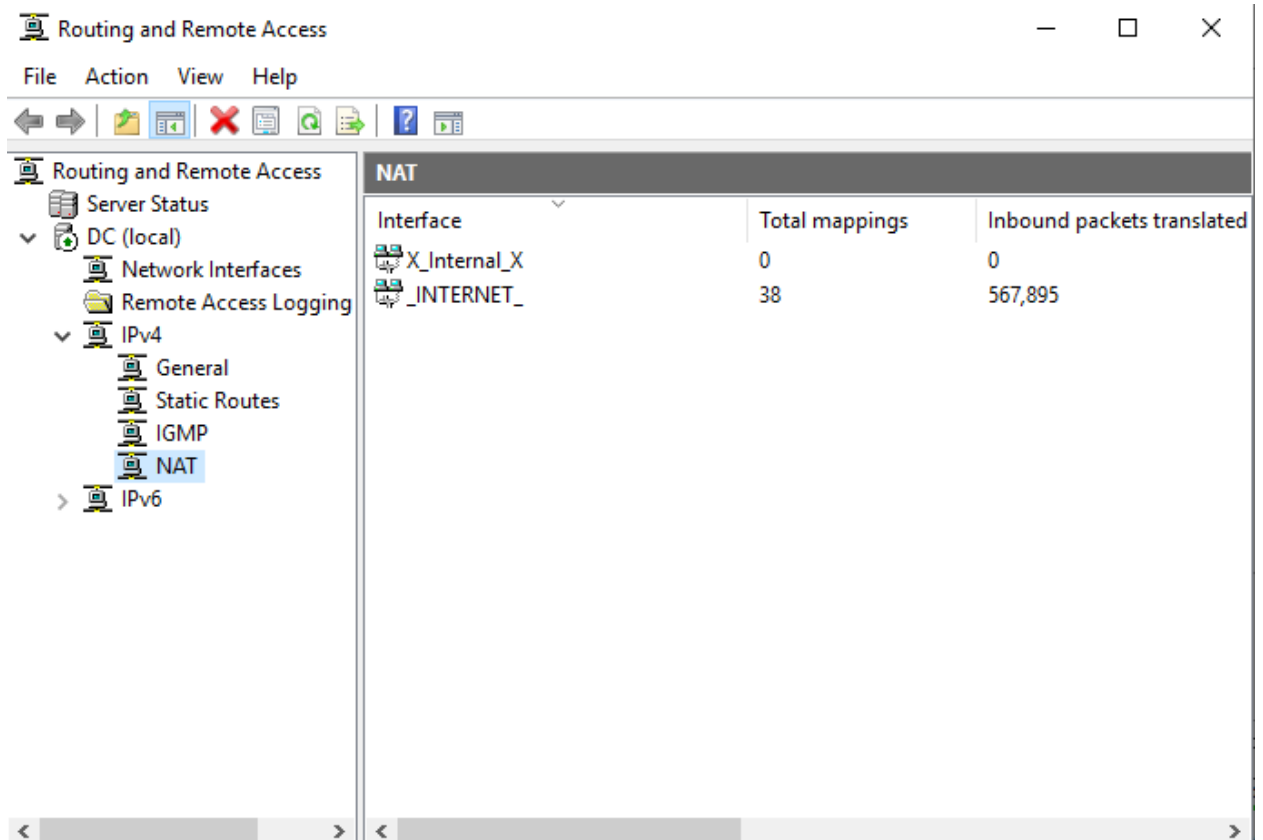 Routing and Remote Access
File Action View Help
Routing and Remote Access
Server Status
DC (local)
Network Interfaces
Remote Access Logging
IPv4
General
Static Routes
IGMP
NAT
IPv6
NAT
Interface Total mappings Inbound packets translated
X_Internal_X 0 0
_INTERNET_ 38 567,895